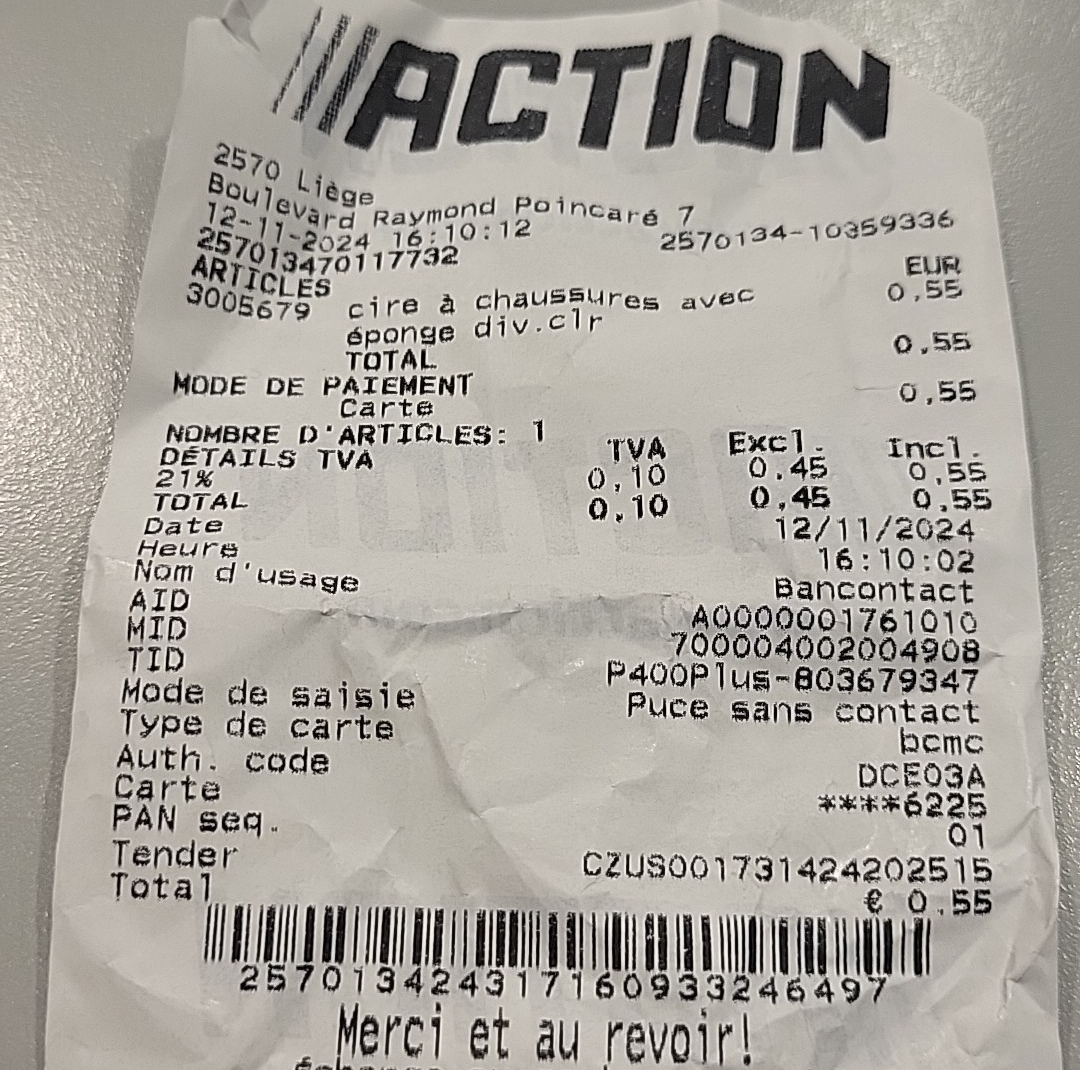 ACTION
2570 Liège
Boulevard Raymond Poincaré 7
12-11-2024 16:10:12 2570134-10359336
257013470117732
ARTICLES EUR
3005679 cire à chaussures avec 0,55
éponge div.clr
TOTAL 0,55
MODE DE PAIEMENT
Carte 0,55
NOMBRE D'ARTICLES: 1
DÉTAILS TVA TVA Excl. Incl.
21% 0,10 0,45 0,55
TOTAL 0,10 0,45 0,55
Date 12/11/2024
Heure 16:10:02
Nom d'usage Bancontact
AID A0000001761010
MID 700004002004908
TID P400Plus-803679347
Mode de saisie Puce sans contact
Type de carte bcmc
Auth. code DCE03A
Carte ****6225
PAN seq. 01
Tender CZUS001731424202515
Total € 0.55
257013424317160933246497
Merci et au revoir!